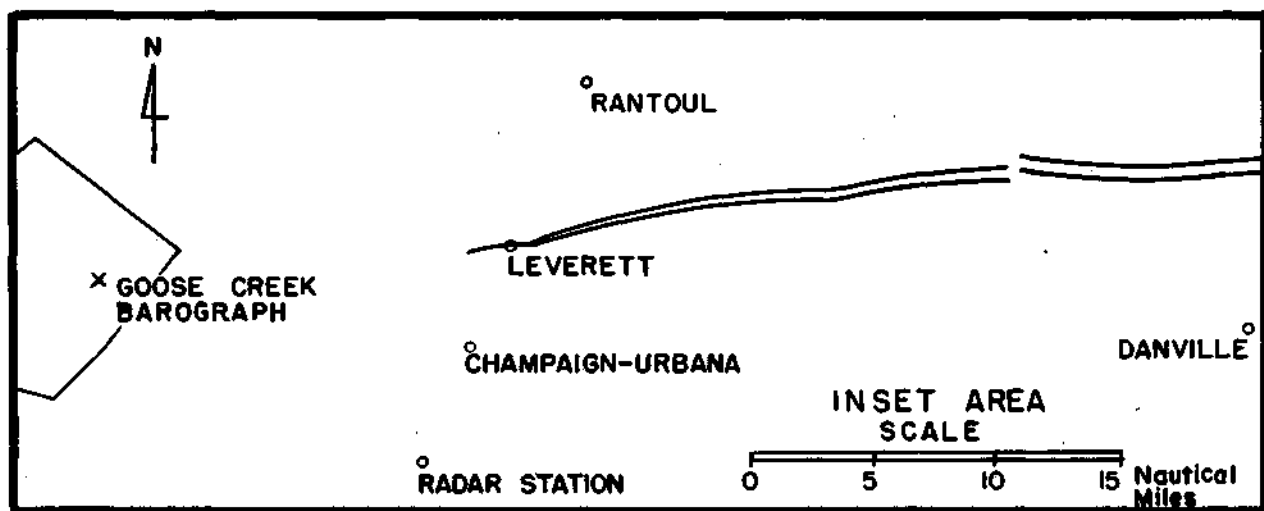 N
RANTOUL
LEVERETT
GOOSE CREEK
BAROGRAPH
CHAMPAIGN-URBANA
DANVILLE
INSET AREA
SCALE
0 5 10 15 Nautical
Miles
RADAR STATION